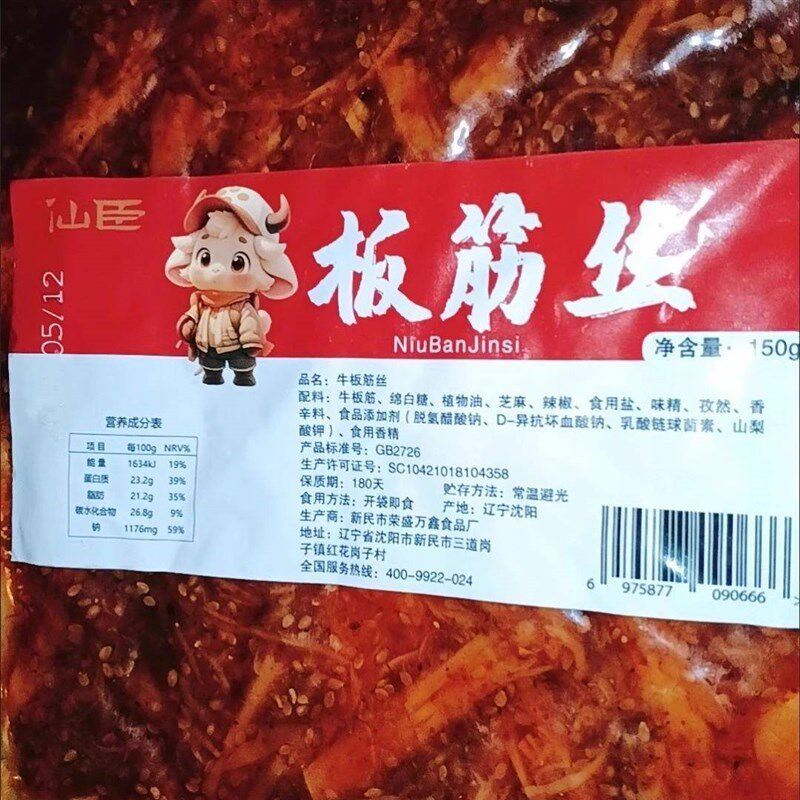 仙臣
05/12
板筋丝
NiuBanJinsi
净含量：150g
品名：牛板筋丝
配料：牛板筋、绵白糖、植物油、芝麻、辣椒、食用盐、味精、孜然、香
辛料、食品添加剂（脱氢醋酸钠、D-异抗坏血酸钠、乳酸链球菌素、山梨
酸钾）、食用香精
产品标准号：GB2726
生产许可证号：SC10421018104358
保质期：180天 贮存方法：常温避光
食用方法：开袋即食 产地：辽宁沈阳
生产商：新民市荣盛万鑫食品厂
地址：辽宁省沈阳市新民市三道岗
子镇红花岗子村
全国服务热线：400-9922-024
营养成分表
项目 每100g NRV%
能量 1634kJ 19%
蛋白质 23.2g 39%
脂肪 21.2g 35%
碳水化合物 26.8g 9%
钠 1176mg 59%
6 975877 090666 >